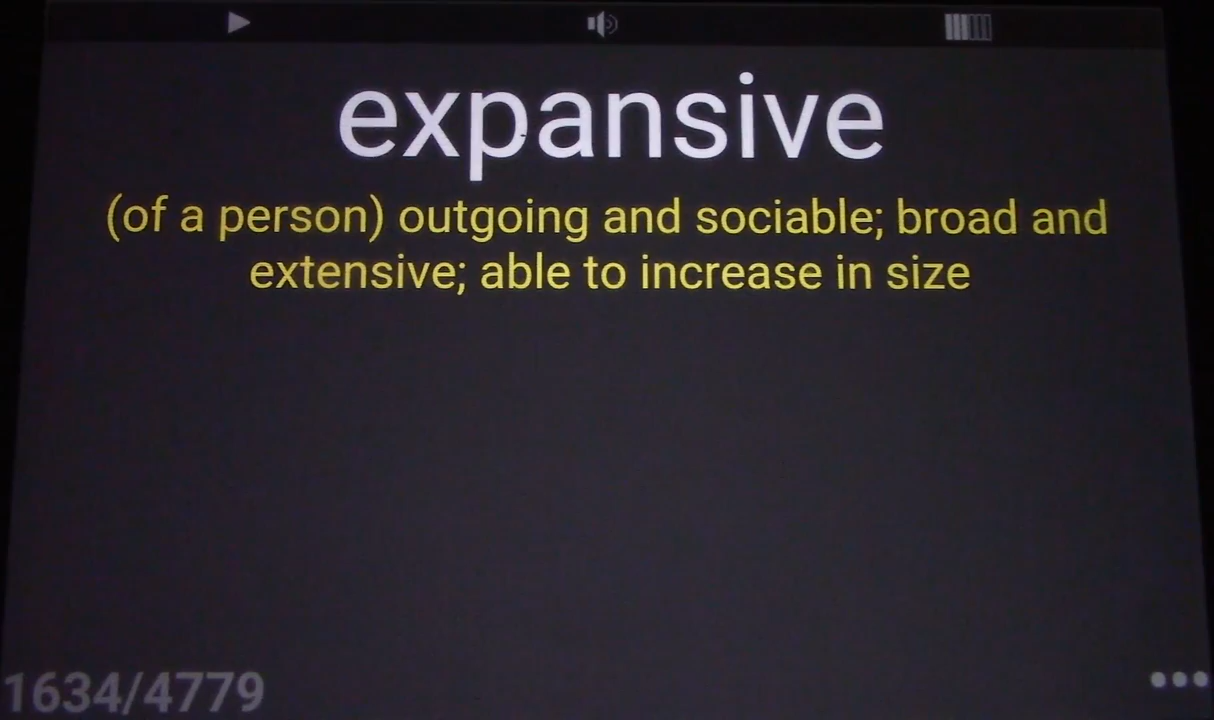 expansive
(of a person) outgoing and sociable; broad and
extensive; able to increase in size
1634/4779